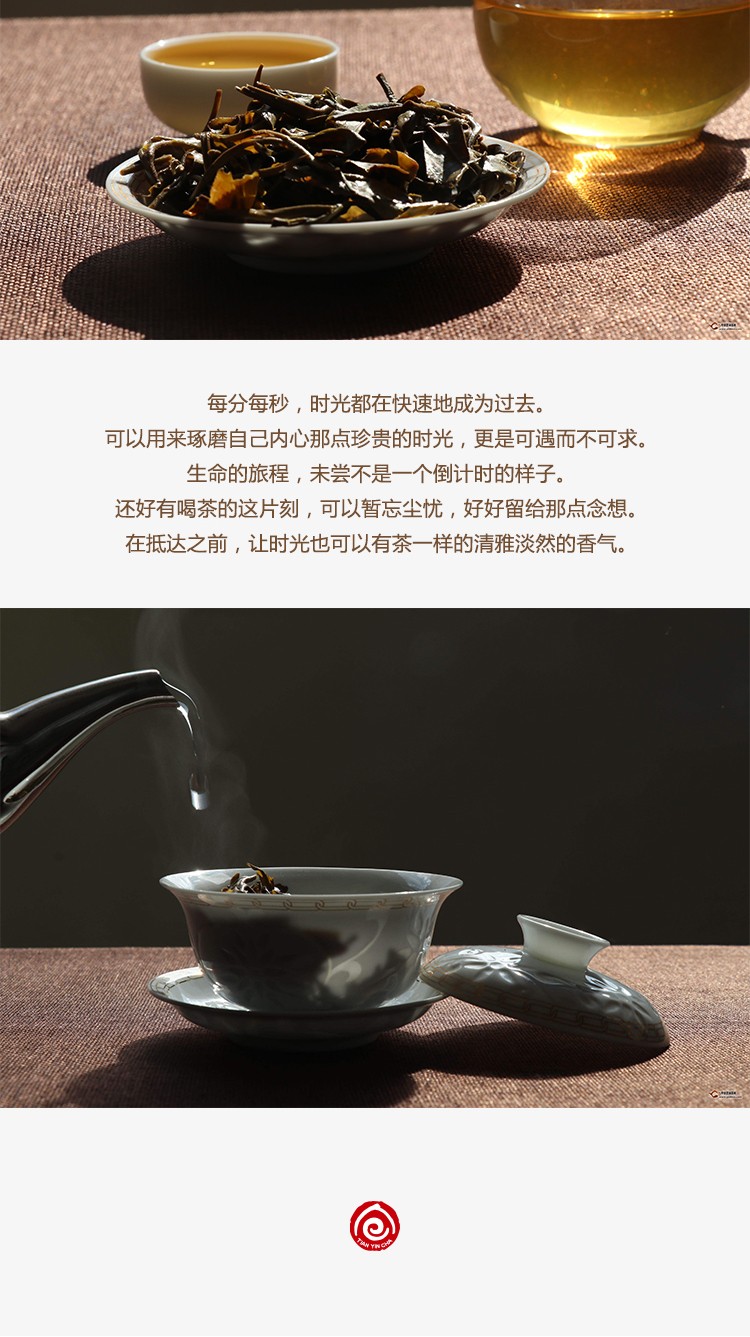 每分每秒，时光都在快速地成为过去。
可以用来琢磨自己内心那点珍贵的时光，更是可遇而不可求。
生命的旅程，未尝不是一个倒计时的样子。
还好有喝茶的这片刻，可以暂忘尘忧，好好留给那点念想。
在抵达之前，让时光也可以有茶一样的清雅淡然的香气。
TIAN YIN CHA